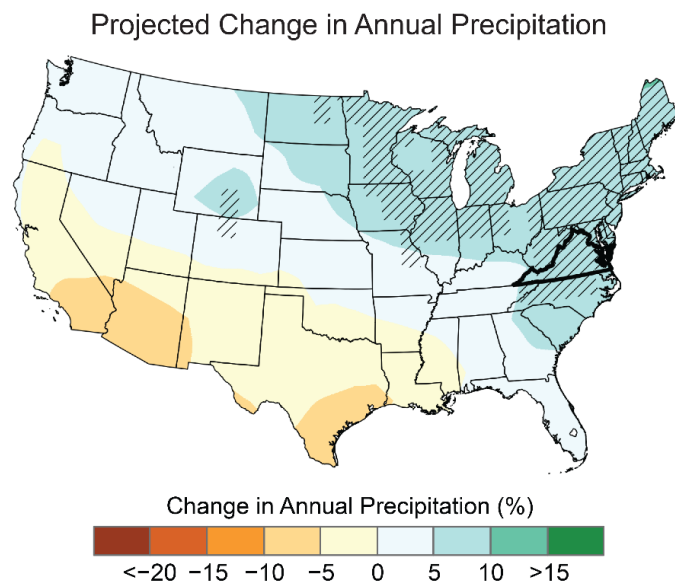 Projected Change in Annual Precipitation
Change in Annual Precipitation (%)
<−20 −15 −10 −5 0 5 10 >15